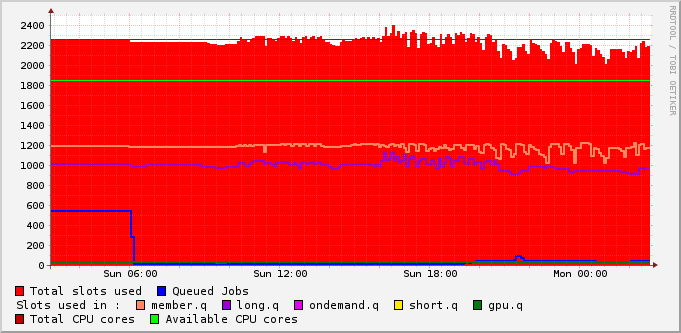 RRDTOOL / TOBI OETIKER
2400
2200
2000
1800
1600
1400
1200
1000
800
600
400
200
0
Sun 06:00 Sun 12:00 Sun 18:00 Mon 00:00
Total slots used Queued Jobs
Slots used in : member.q long.q ondemand.q short.q gpu.q
Total CPU cores Available CPU cores